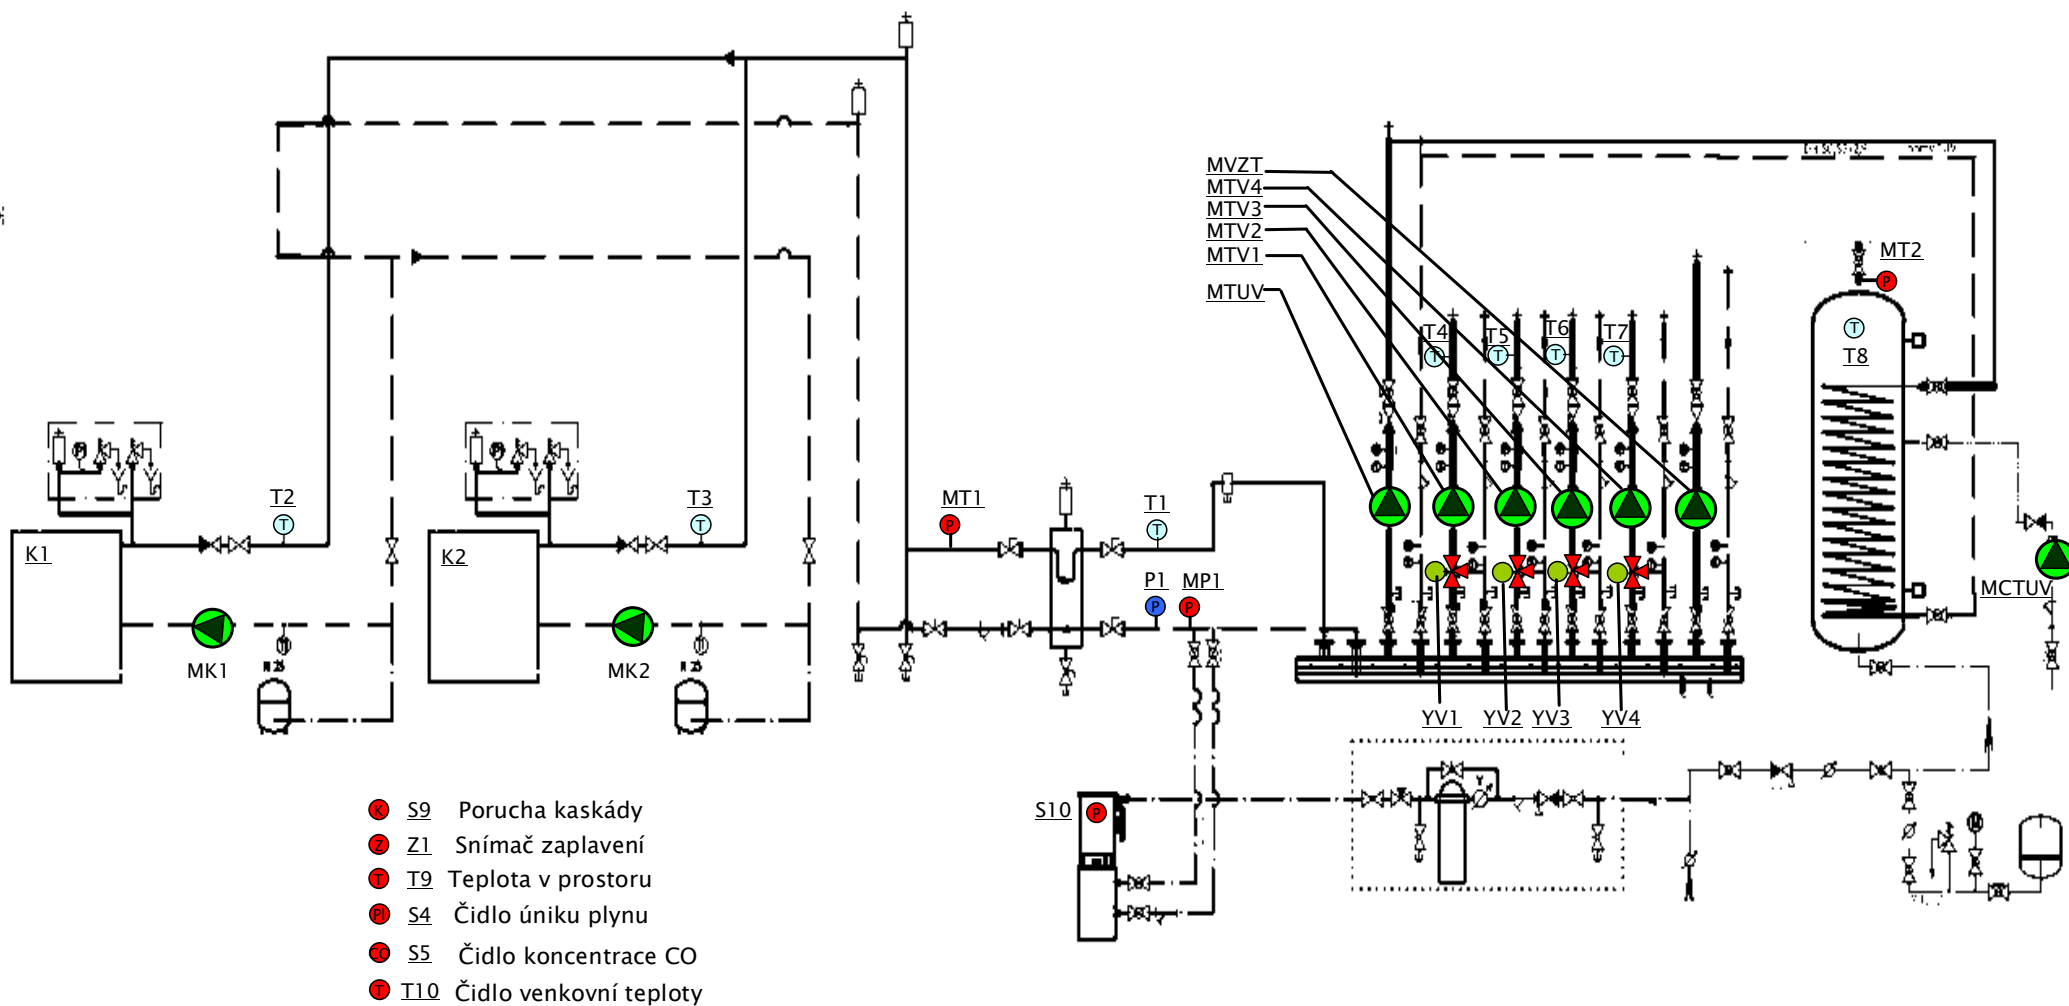 MVZT
MTV4
MTV3
MTV2
MTV1
MTUV
MT2
P
T4
T5
T6
T7
T
T
T
T
T
T8
K1
T2
T
K2
T3
T
MT1
P
T1
T
P1
P
MP1
P
MK1
MK2
MCTUV
YV1
YV2
YV3
YV4
S10
P
K S9 Porucha kaskády
Z Z1 Snímač zaplavení
T T9 Teplota v prostoru
PI S4 Čidlo úniku plynu
CO S5 Čidlo koncentrace CO
T T10 Čidlo venkovní teploty